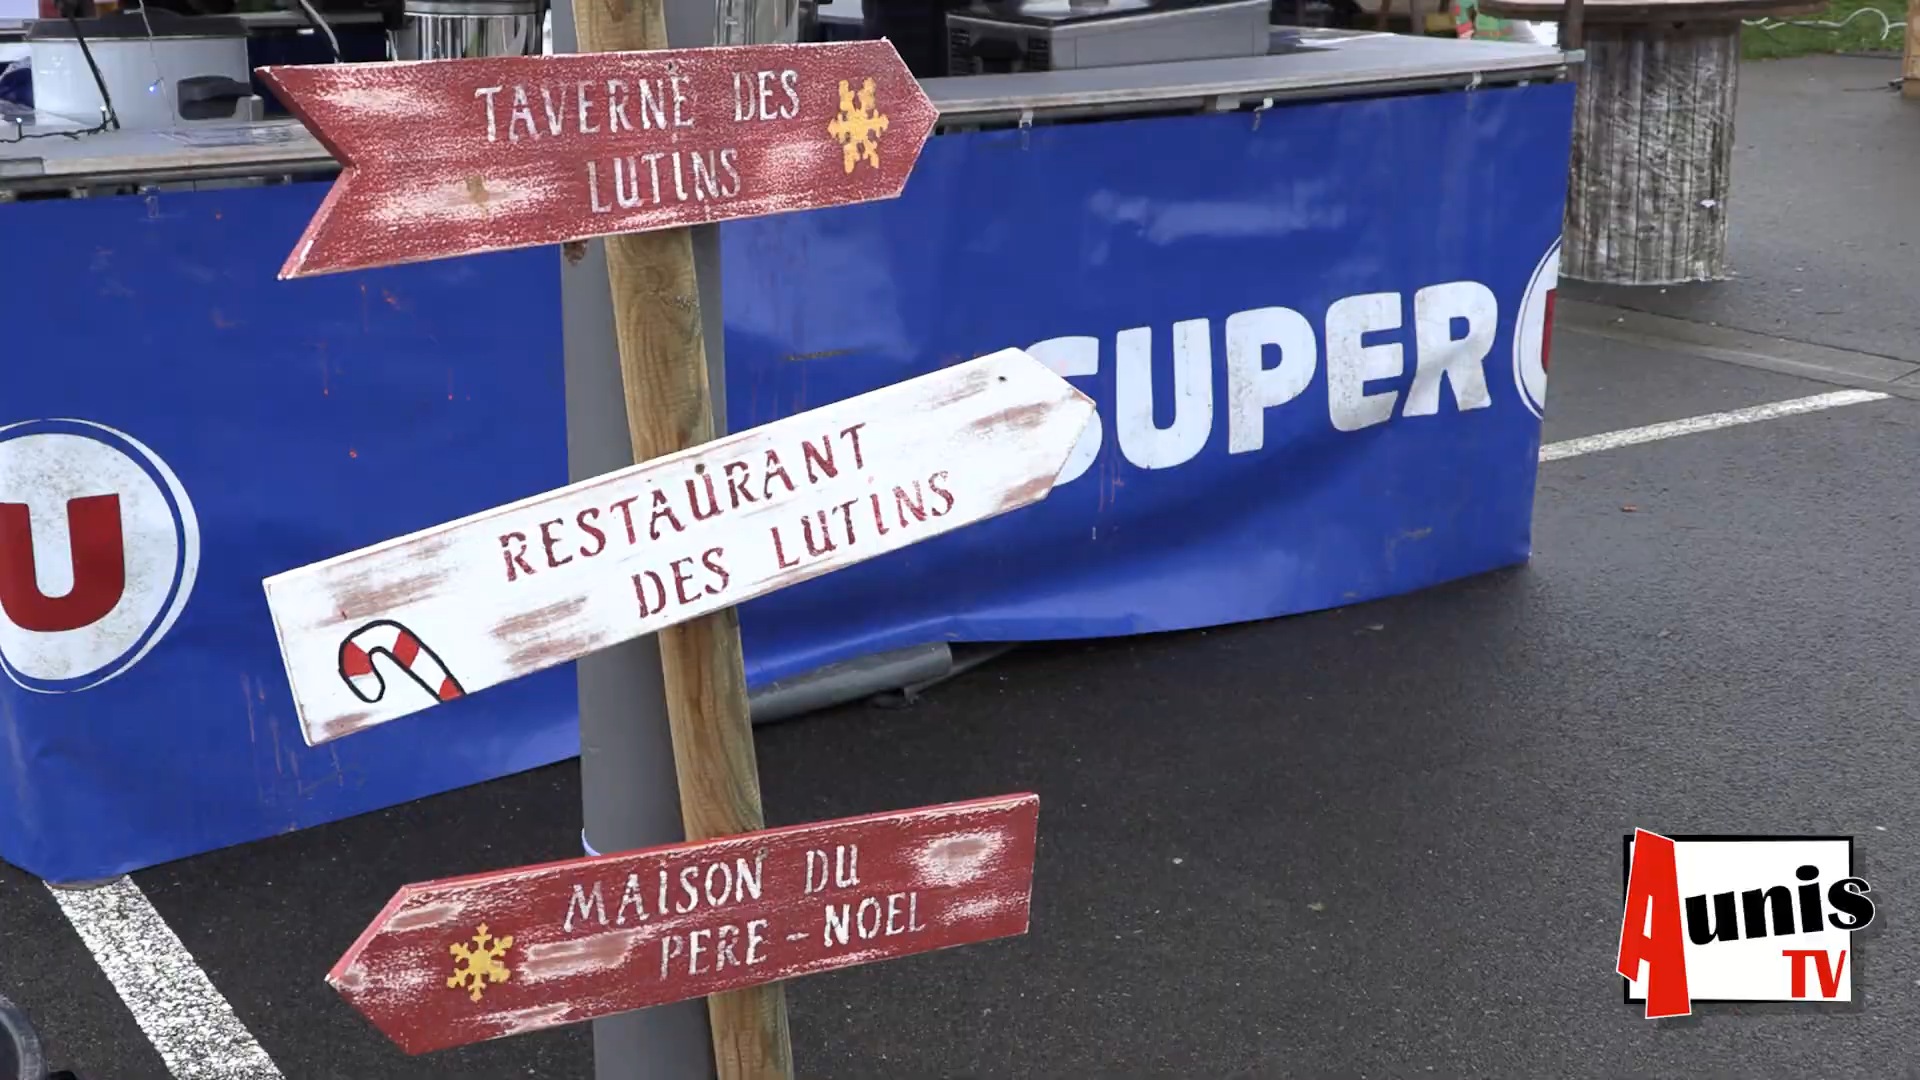 TAVERNE DES
LUTINS
U
SUPER
RESTAURANT
DES LUTINS
MAISON DU
PERE-NOEL
Aunis
TV